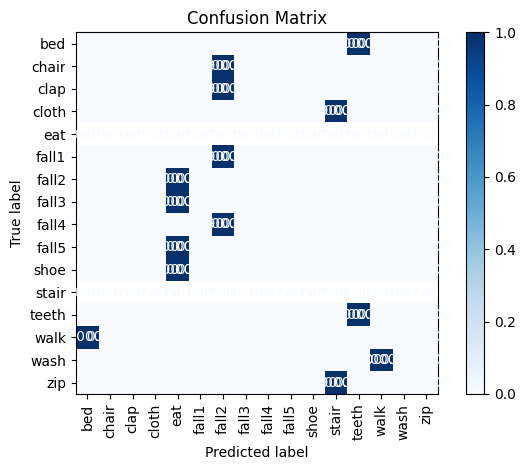 Confusion Matrix
bed
chair
clap
cloth
eat
fall1
fall2
fall3
fall4
fall5
shoe
stair
teeth
walk
wash
zip
True label
bed
chair
clap
cloth
eat
fall1
fall2
fall3
fall4
fall5
shoe
stair
teeth
walk
wash
zip
Predicted label
1.0
0.8
0.6
0.4
0.2
0.0